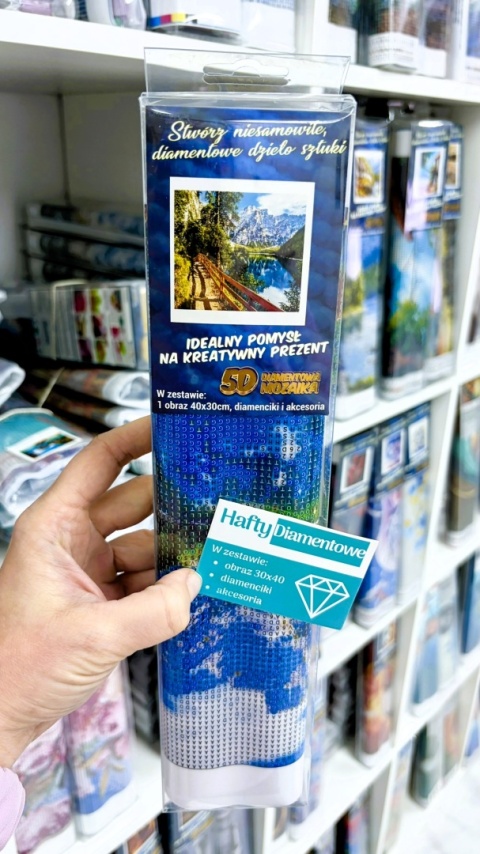 Stwórz niesamowite,
diamentowe dzieło sztuki
IDEALNY POMYSŁ
NA KREATYWNY PREZENT
5D DIAMENTOWA
MOZAIKA
W zestawie:
1 obraz 40x30cm, diamenciki i akcesoria
Hafty Diamentowe
W zestawie:
• obraz 30x40
• diamenciki
• akcesoria